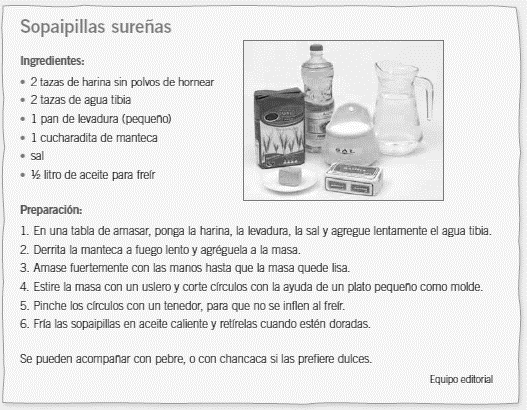 Sopaipillas sureñas
Ingredientes:
• 2 tazas de harina sin polvos de hornear
• 2 tazas de agua tibia
• 1 pan de levadura (pequeño)
• 1 cucharadita de manteca
• sal
• ½ litro de aceite para freír
SAL
Preparación:
1. En una tabla de amasar, ponga la harina, la levadura, la sal y agregue lentamente el agua tibia.
2. Derrita la manteca a fuego lento y agréguela a la masa.
3. Amase fuertemente con las manos hasta que la masa quede lisa.
4. Estire la masa con un uslero y corte círculos con la ayuda de un plato pequeño como molde.
5. Pinche los círculos con un tenedor, para que no se inflen al freír.
6. Fría las sopaipillas en aceite caliente y retírelas cuando estén doradas.
Se pueden acompañar con pebre, o con chancaca si las prefiere dulces.
Equipo editorial